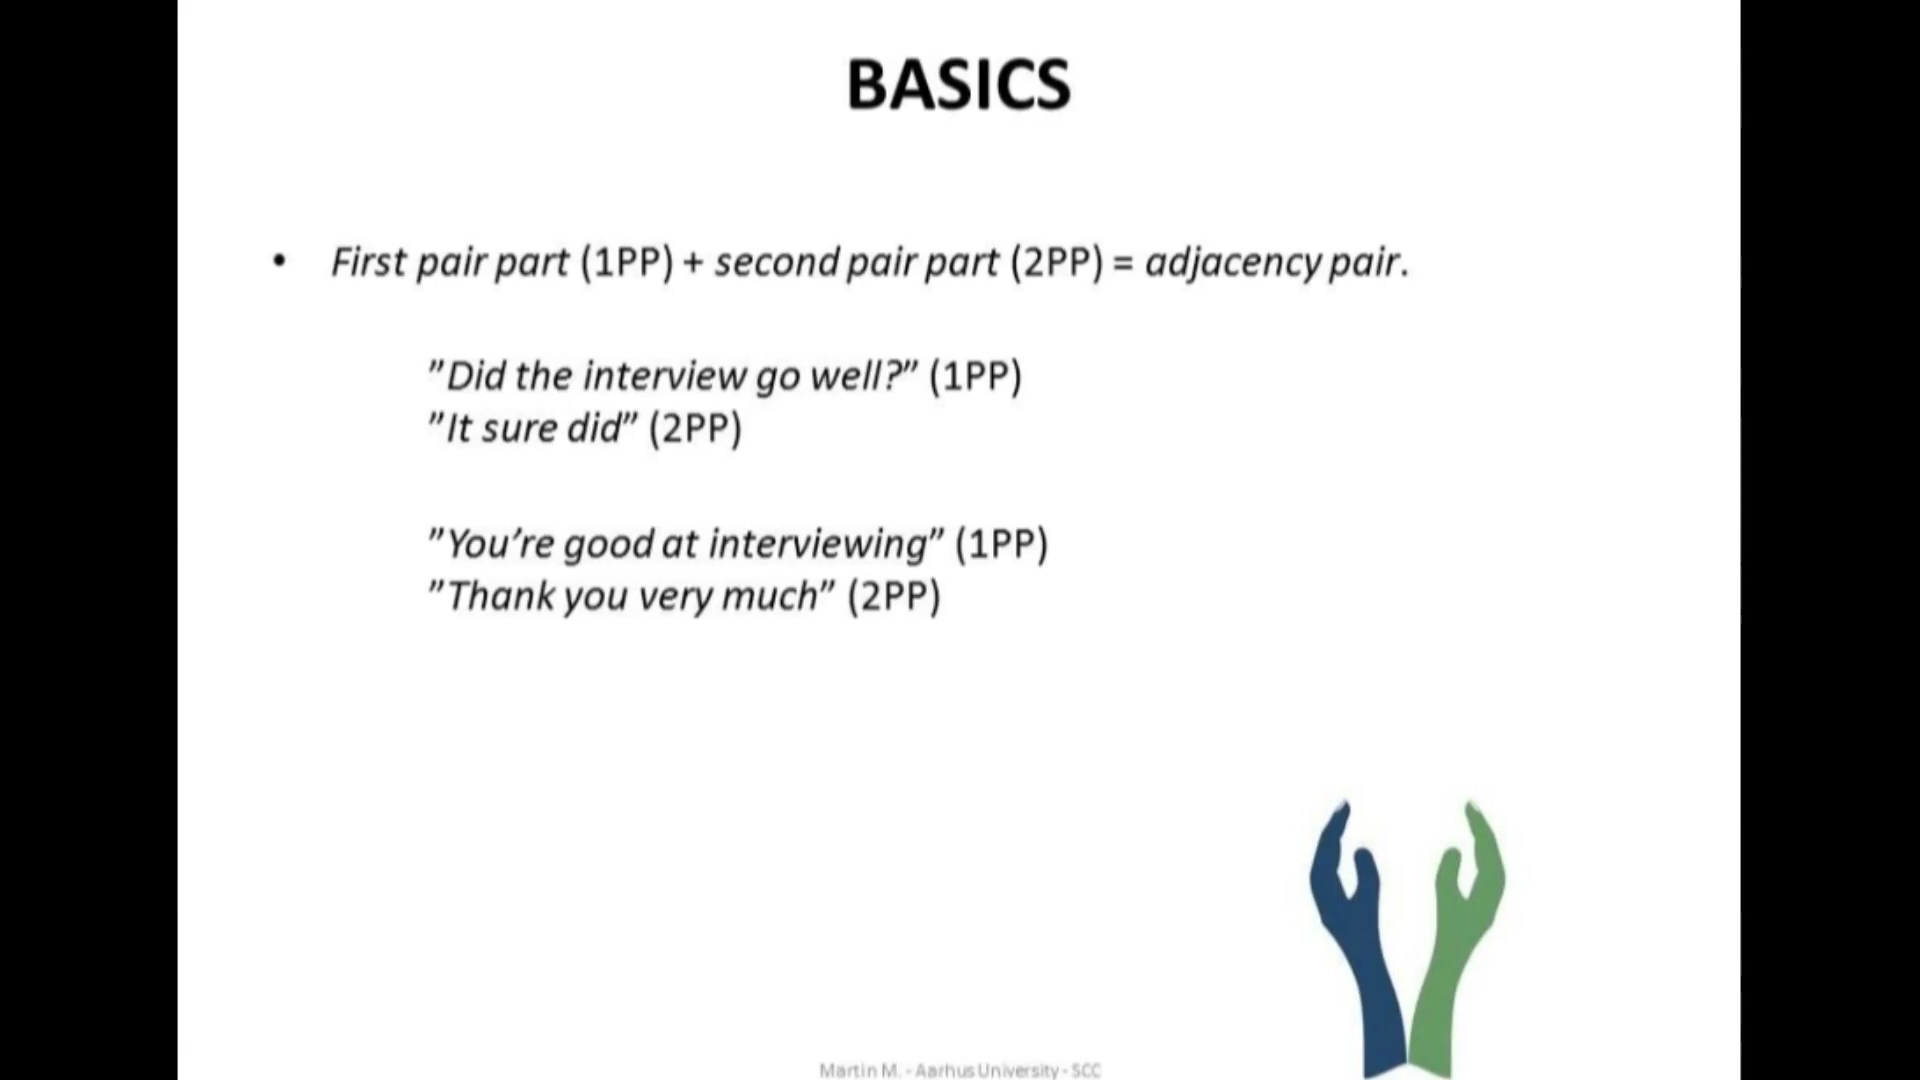 BASICS
• First pair part (1PP) + second pair part (2PP) = adjacency pair.
”Did the interview go well?” (1PP)
”It sure did” (2PP)
”You’re good at interviewing” (1PP)
”Thank you very much” (2PP)
Martin M. - Aarhus University - SCC